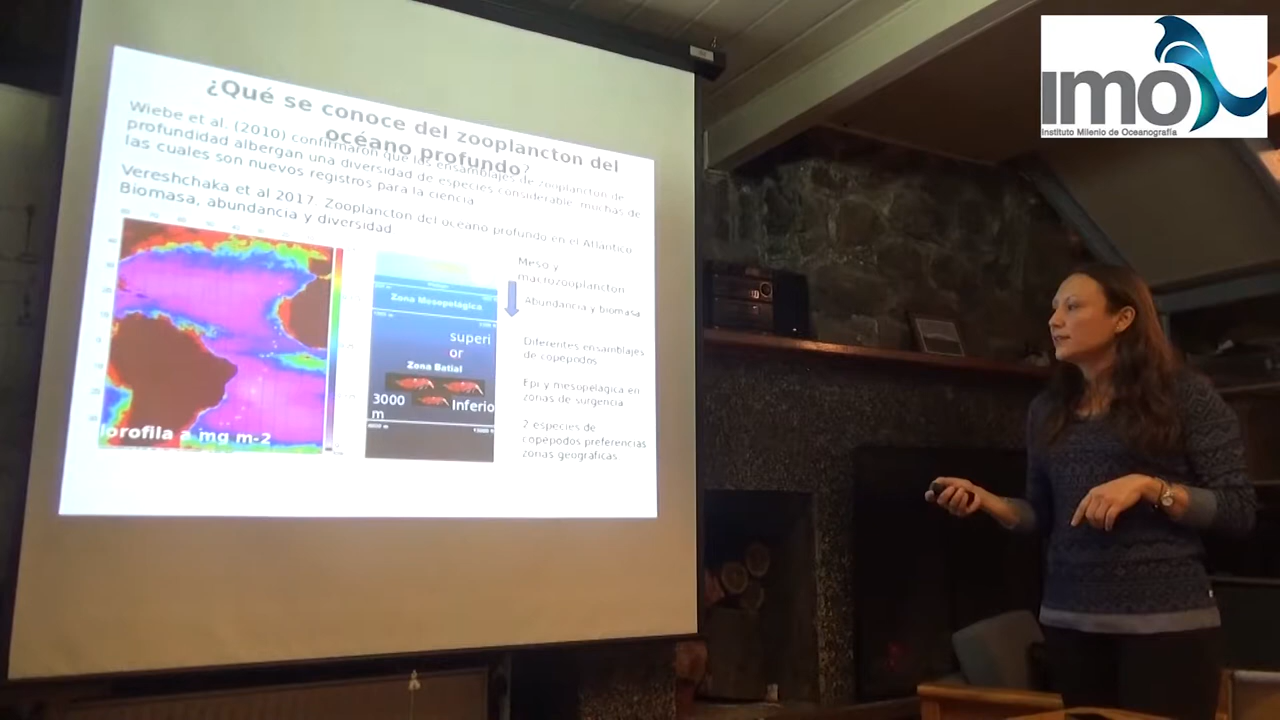 imo
Instituto Milenio de Oceanografía
¿Qué se conoce del zooplancton del
océano profundo?
Wiebe et al. (2010) confirmaron que los ensamblajes de zooplancton de
profundidad albergan una diversidad de especies considerable, muchas de
las cuales son nuevos registros para la ciencia
Vereshchaka et al 2017. Zooplancton del océano profundo en el Atlántico
Biomasa, abundancia y diversidad
orofila a mg m-2
Zona Mesopelágica
superi
or
Zona Batial
3000
m
Inferio
Meso y
macrozooplancton
Abundancia y biomasa
Diferentes ensamblajes
de copépodos
Epi y mesopelágica en
zonas de surgencia
2 especies de
copépodos preferencias
zonas geográficas